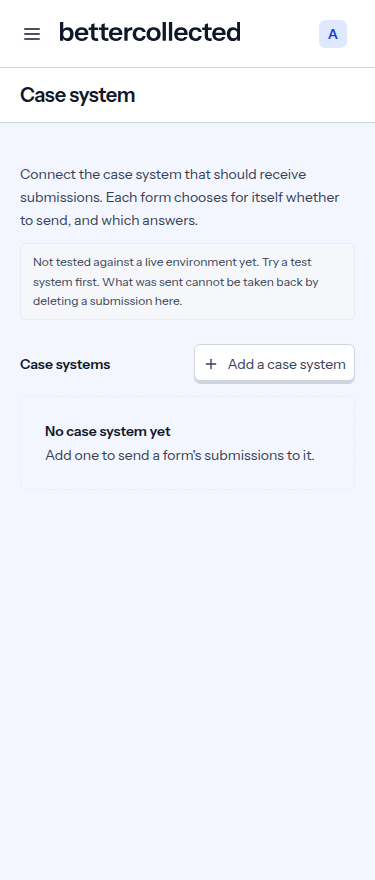 bettercollected
A
Case system
Connect the case system that should receive
submissions. Each form chooses for itself whether
to send, and which answers.
Not tested against a live environment yet. Try a test
system first. What was sent cannot be taken back by
deleting a submission here.
Case systems
+ Add a case system
No case system yet
Add one to send a form's submissions to it.